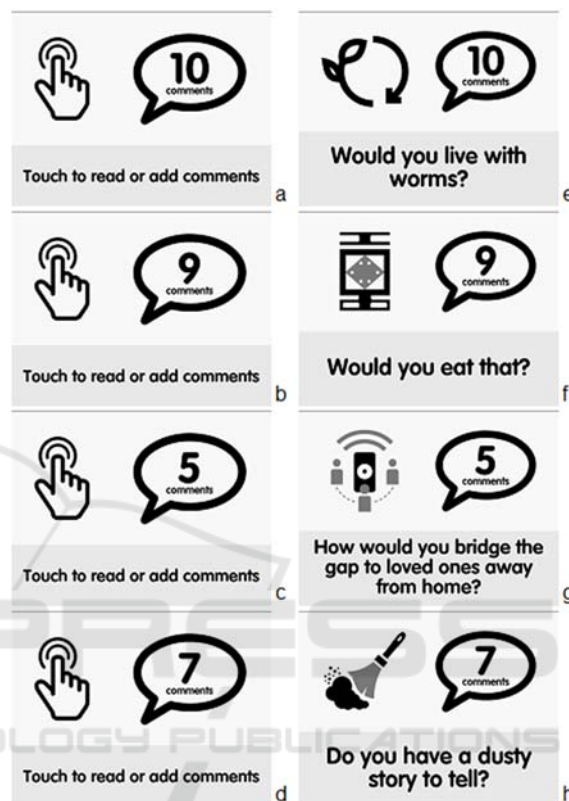 10
comments
Touch to read or add comments
a
10
comments
Would you live with
worms?
e
9
comments
Touch to read or add comments
b
9
comments
Would you eat that?
f
5
comments
Touch to read or add comments
c
5
comments
How would you bridge the
gap to loved ones away
from home?
g
7
comments
Touch to read or add comments
d
7
comments
Do you have a dusty
story to tell?
h
PRESS
OLOGY PUBLICATIONS